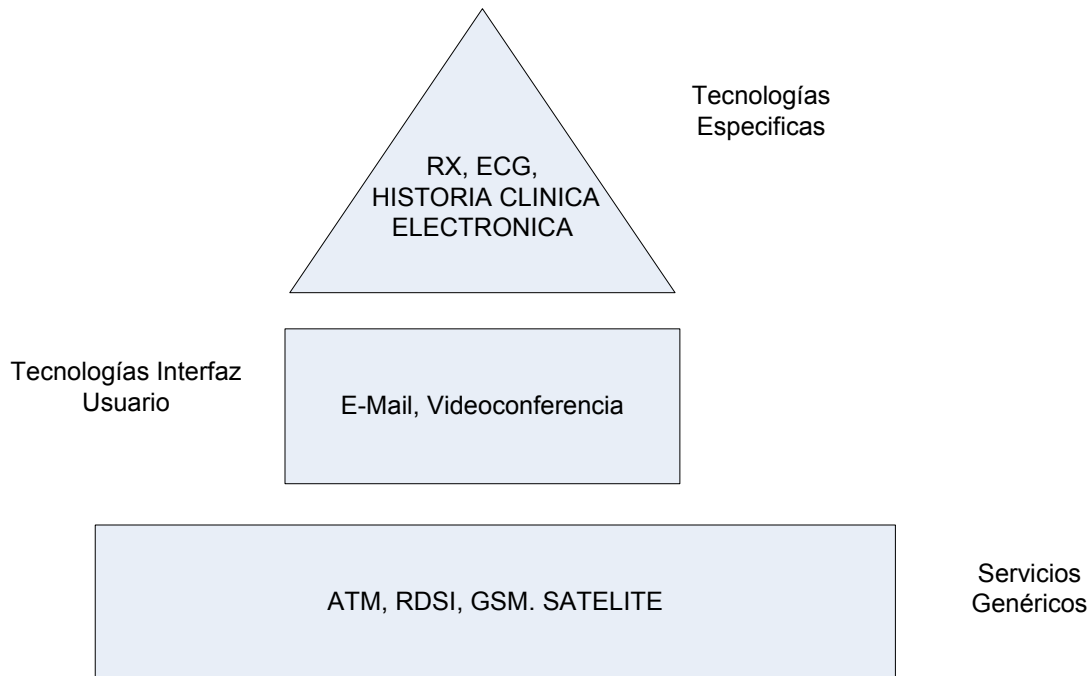 Tecnologías
Especificas
RX, ECG,
HISTORIA CLINICA
ELECTRONICA
Tecnologías Interfaz
Usuario
E-Mail, Videoconferencia
Servicios
Genéricos
ATM, RDSI, GSM. SATELITE